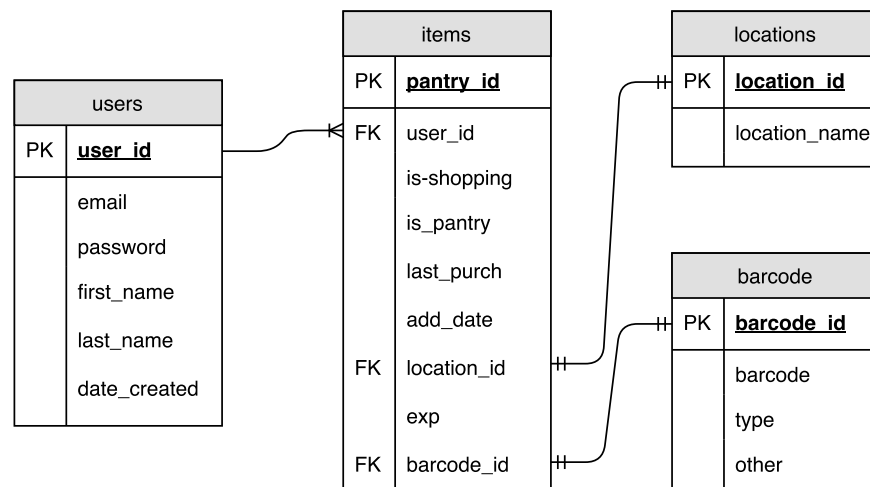 users
PK user_id
email
password
first_name
last_name
date_created
items
PK pantry_id
FK user_id
is-shopping
is_pantry
last_purch
add_date
FK location_id
exp
FK barcode_id
locations
PK location_id
location_name
barcode
PK barcode_id
barcode
type
other